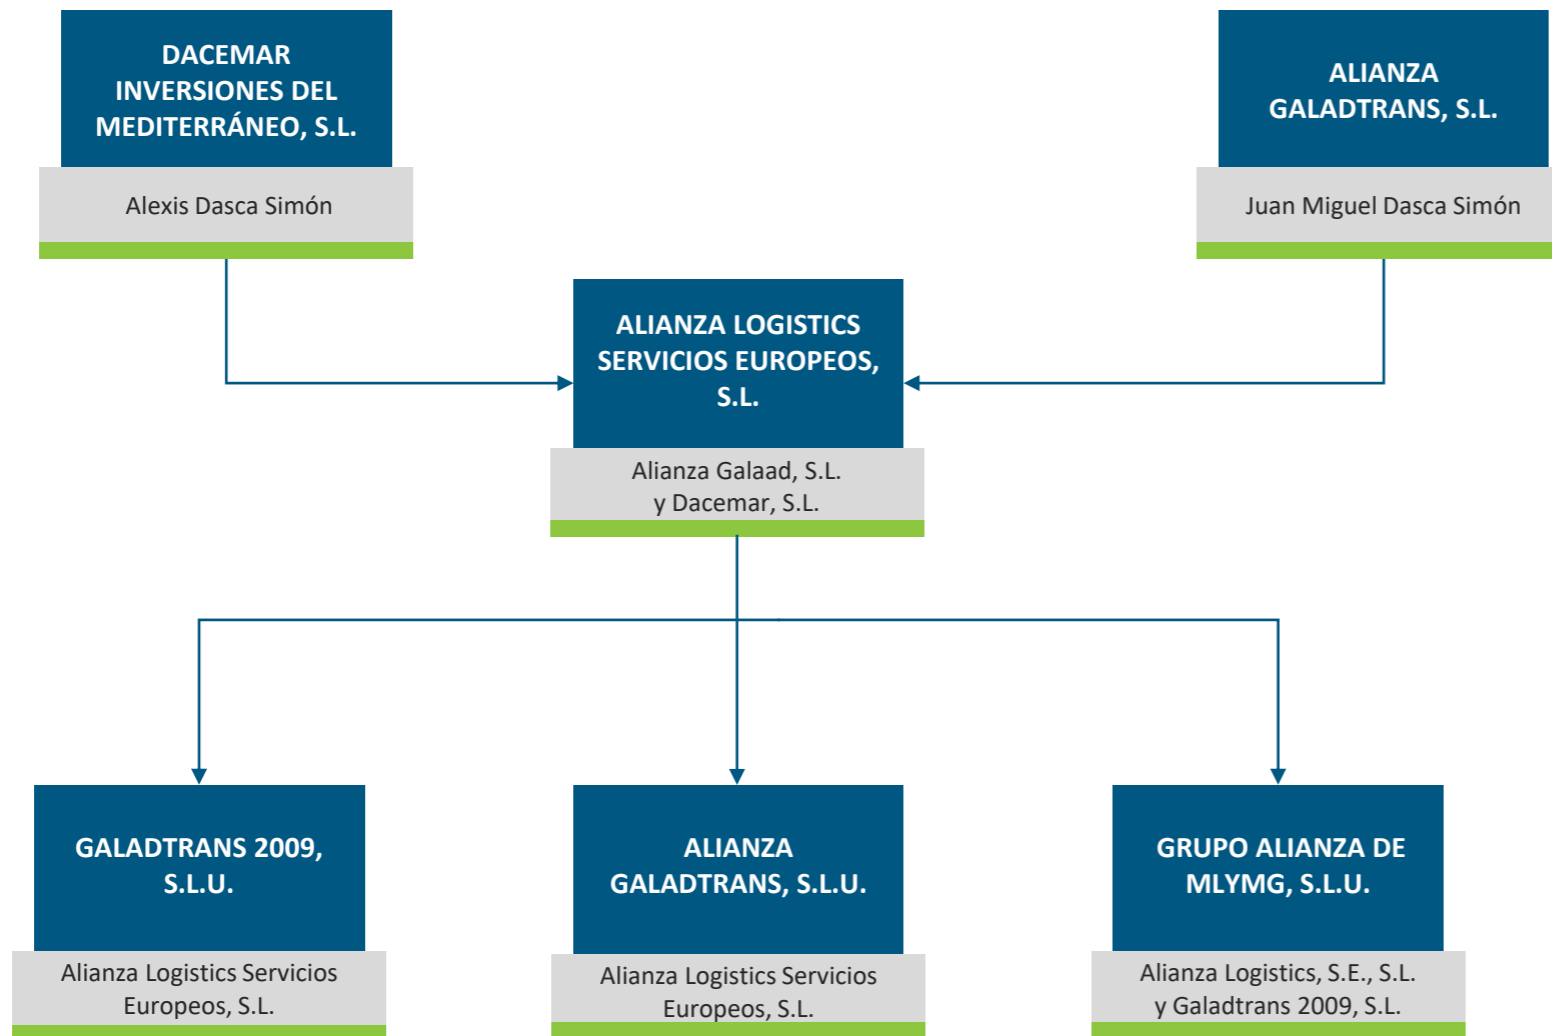 DACEMAR
INVERSIONES DEL
MEDITERRÁNEO, S.L.
Alexis Dasca Simón
ALIANZA
GALADTRANS, S.L.
Juan Miguel Dasca Simón
ALIANZA LOGISTICS
SERVICIOS EUROPEOS,
S.L.
Alianza Galaad, S.L.
y Dacemar, S.L.
GALADTRANS 2009,
S.L.U.
Alianza Logistics Servicios
Europeos, S.L.
ALIANZA
GALADTRANS, S.L.U.
Alianza Logistics Servicios
Europeos, S.L.
GRUPO ALIANZA DE
MLYMG, S.L.U.
Alianza Logistics, S.E., S.L.
y Galadtrans 2009, S.L.